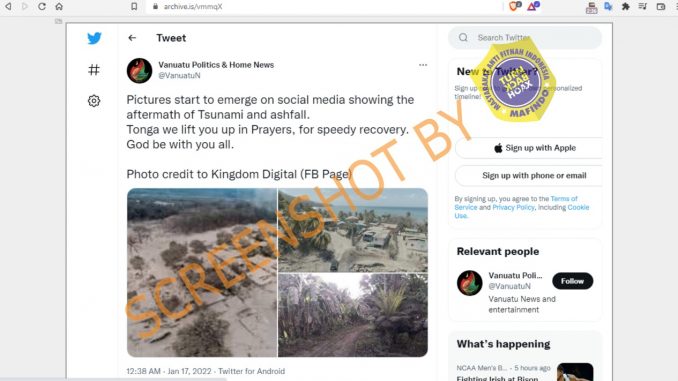 archive.is/vmmqX
Tweet
Search Twitter
Vanuatu Politics & Home News
@VanuatuN
Pictures start to emerge on social media showing the
aftermath of Tsunami and ashfall.
Tonga we lift you up in Prayers, for speedy recovery.
God be with you all.
Photo credit to Kingdom Digital (FB Page)
12:38 AM · Jan 17, 2022 · Twitter for Android
New to Twitter?
Sign up personalized
timeline!
Sign up with Apple
Sign up with phone or email
By signing up, you agree to the Terms of
Service and Privacy Policy, including Cookie
Use.
Relevant people
Vanuatu Poli...
@VanuatuN
Follow
Vanuatu News and
entertainment
What's happening
NCAA Men's B... · 5 hours ago
Fighting Irish at Bison
SCREENSHOT BY
MASYARAKAT ANTI FITNAH INDONESIA
TURN BACK HOAX
MAFINDO